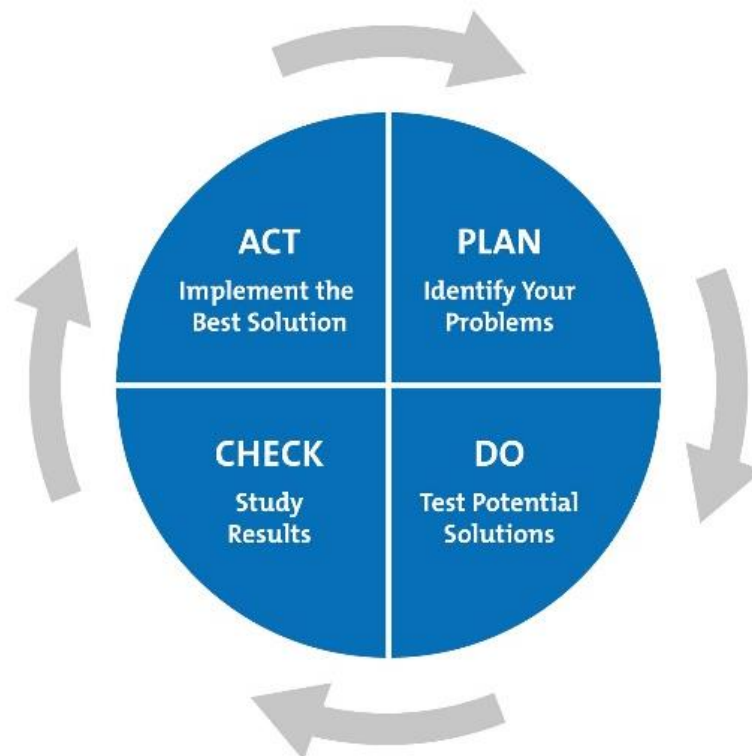 ACT
Implement the
Best Solution
PLAN
Identify Your
Problems
CHECK
Study
Results
DO
Test Potential
Solutions